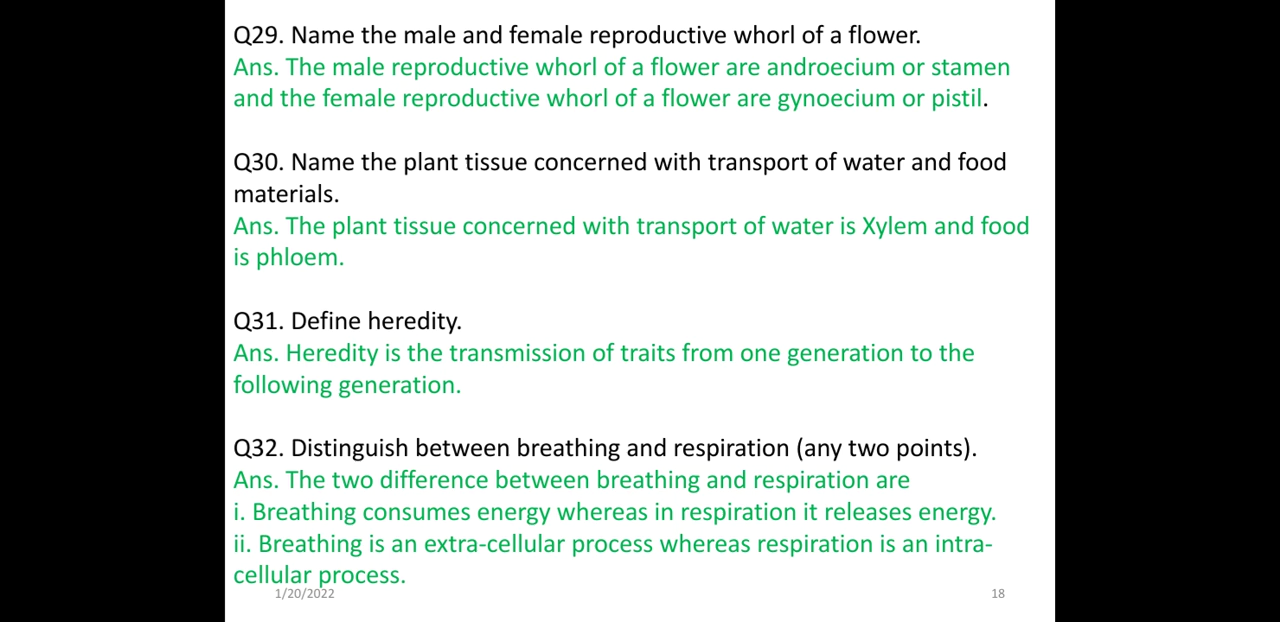 Q29. Name the male and female reproductive whorl of a flower.
Ans. The male reproductive whorl of a flower are androecium or stamen
and the female reproductive whorl of a flower are gynoecium or pistil.
Q30. Name the plant tissue concerned with transport of water and food
materials.
Ans. The plant tissue concerned with transport of water is Xylem and food
is phloem.
Q31. Define heredity.
Ans. Heredity is the transmission of traits from one generation to the
following generation.
Q32. Distinguish between breathing and respiration (any two points).
Ans. The two difference between breathing and respiration are
i. Breathing consumes energy whereas in respiration it releases energy.
ii. Breathing is an extra-cellular process whereas respiration is an intra-
cellular process.
1/20/2022
18